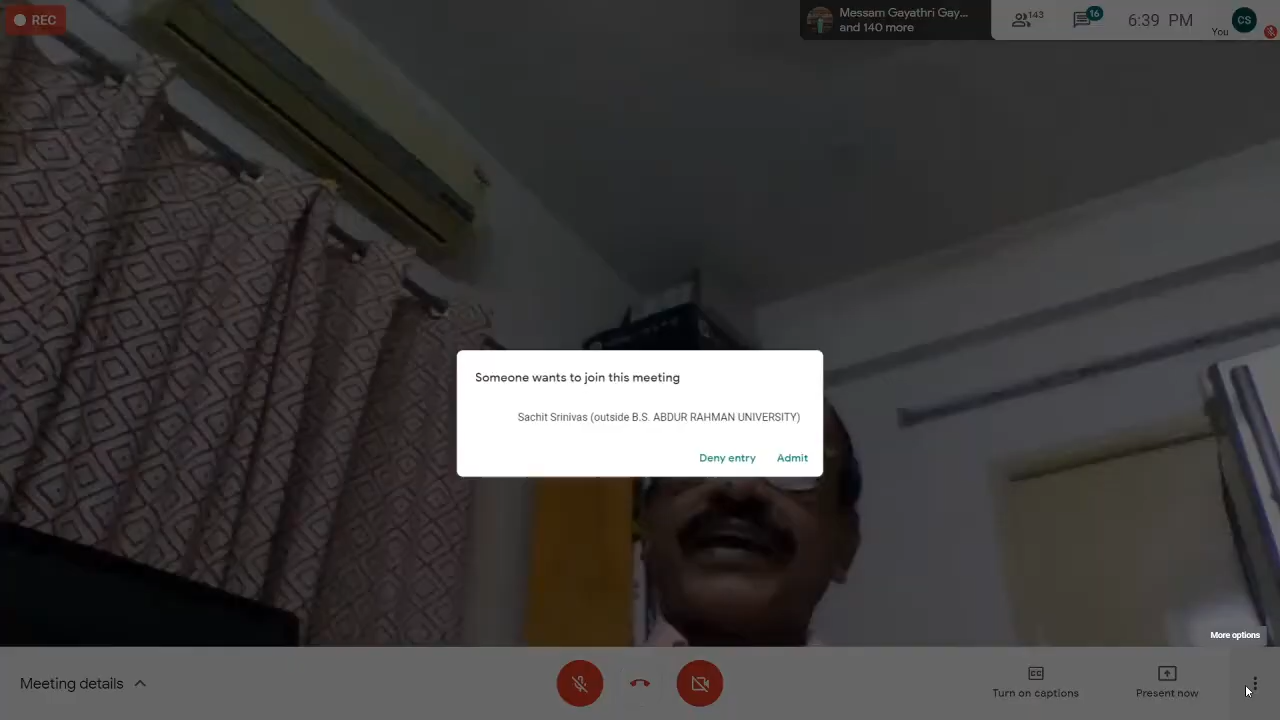 REC
Messam Gayathri Gay...
and 140 more
143
16
6:39 PM
You
CS
Someone wants to join this meeting
Sachit Srinivas (outside B.S. ABDUR RAHMAN UNIVERSITY)
Deny entry
Admit
More options
Meeting details
Turn on captions
Present now